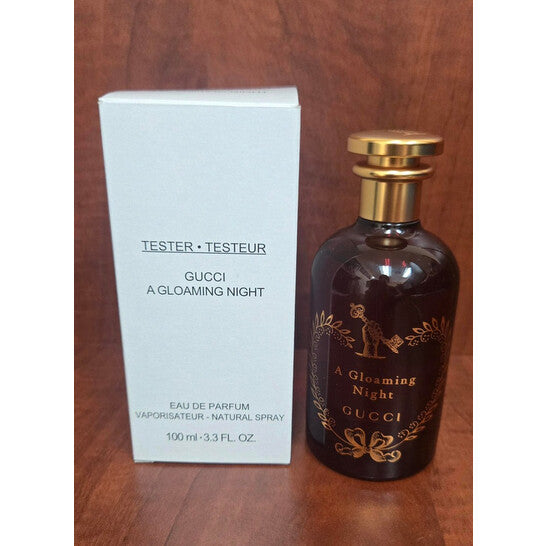 TESTER • TESTEUR
GUCCI
A GLOAMING NIGHT
EAU DE PARFUM
VAPORISATEUR - NATURAL SPRAY
100 ml • 3.3 FL. OZ.
A Gloaming
Night
GUCCI